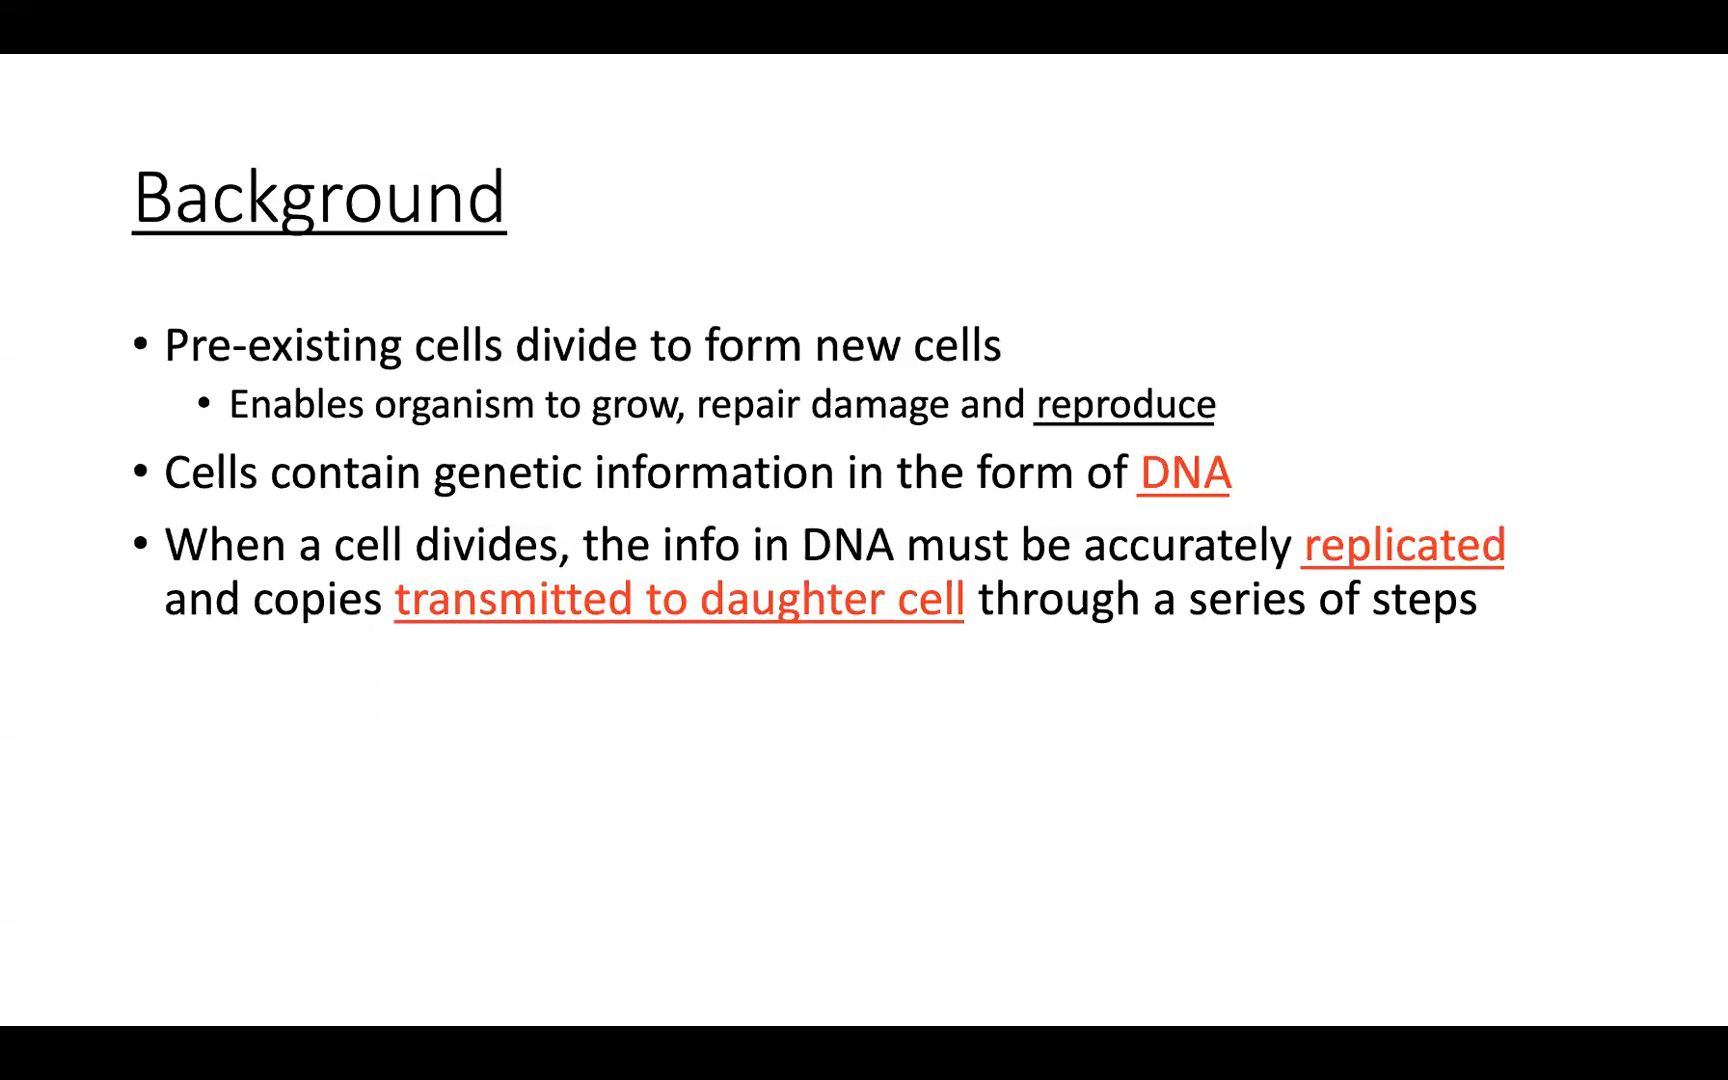 Background
• Pre-existing cells divide to form new cells
• Enables organism to grow, repair damage and reproduce
• Cells contain genetic information in the form of DNA
• When a cell divides, the info in DNA must be accurately replicated
and copies transmitted to daughter cell through a series of steps